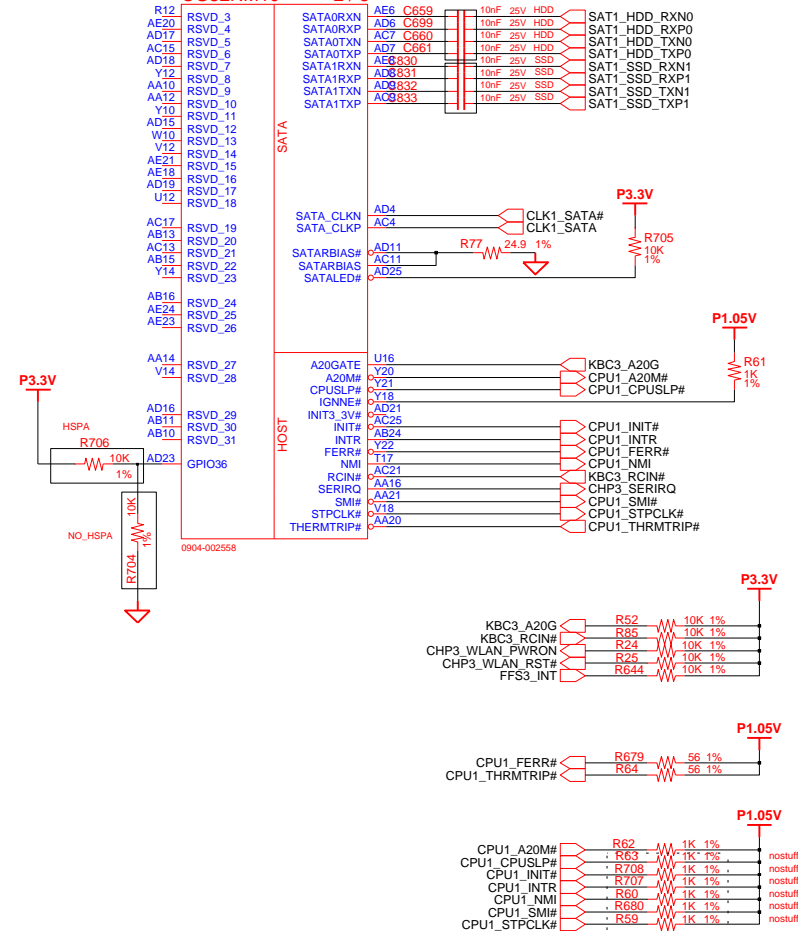 R12 RSVD_3 SATA0RXN AE6 C659 10nF 25V HDD SAT1_HDD_RXN0
AE20 RSVD_4 SATA0RXP AD6 C699 10nF 25V HDD SAT1_HDD_RXP0
AD17 RSVD_5 SATA0TXN AC7 C660 10nF 25V HDD SAT1_HDD_TXN0
AC15 RSVD_6 SATA0TXP AD7 C661 10nF 25V HDD SAT1_HDD_TXP0
AD18 RSVD_7 SATA1RXN 10nF 25V SSD SAT1_SSD_RXN1
Y12 RSVD_8 SATA1RXP 10nF 25V SSD SAT1_SSD_RXP1
AA10 RSVD_9 SATA1TXN 10nF 25V SSD SAT1_SSD_TXN1
AA12 RSVD_10 SATA1TXP 10nF 25V SSD SAT1_SSD_TXP1
Y10 RSVD_11
AD15 RSVD_12
W10 RSVD_13
V12 RSVD_14
AE21 RSVD_15
AE18 RSVD_16
AD19 RSVD_17
U12 RSVD_18
SATA
P3.3V
R705
10K
1%
AC17 RSVD_19
AB13 RSVD_20
AC13 RSVD_21
AB15 RSVD_22
Y14 RSVD_23
SATA_CLKN AD4 CLK1_SATA#
SATA_CLKP AC4 CLK1_SATA
SATARBIAS# AD11 R77 24.9 1%
SATARBIAS AC11
SATALED# AD25
AB16 RSVD_24
AE24 RSVD_25
AE23 RSVD_26
P1.05V
R61
1K
1%
AA14 RSVD_27
V14 RSVD_28
AD16 RSVD_29
AB11 RSVD_30
AB10 RSVD_31
AD23 GPIO36
HOST
A20GATE U16 KBC3_A20G
A20M# Y20 CPU1_A20M#
CPUSLP# Y21 CPU1_CPUSLP#
IGNNE# Y18
INIT3_3V# AD21
INIT# AC25 CPU1_INIT#
INTR AB24 CPU1_INTR
FERR# Y22 CPU1_FERR#
NMI T17 CPU1_NMI
RCIN# AC21 KBC3_RCIN#
SERIRQ AA16 CHP3_SERIRQ
SMI# AA21 CPU1_SMI#
STPCLK# V18 CPU1_STPCLK#
THERMTRIP# AA20 CPU1_THRMTRIP#
P3.3V
HSPA
R706
10K
1%
NO_HSPA
10K
1%
R704
0904-002558
P3.3V
KBC3_A20G R52 10K 1%
KBC3_RCIN# R85 10K 1%
CHP3_WLAN_PWRON R24 10K 1%
CHP3_WLAN_RST# R25 10K 1%
FFS3_INT R644 10K 1%
P1.05V
CPU1_FERR# R679 56 1%
CPU1_THRMTRIP# R64 56 1%
P1.05V
CPU1_A20M# R62 1K 1% nostuff
CPU1_CPUSLP# R63 1K 1% nostuff
CPU1_INIT# R708 1K 1% nostuff
CPU1_INTR R707 1K 1% nostuff
CPU1_NMI R60 1K 1% nostuff
CPU1_SMI# R680 1K 1% nostuff
CPU1_STPCLK# R59 1K 1%